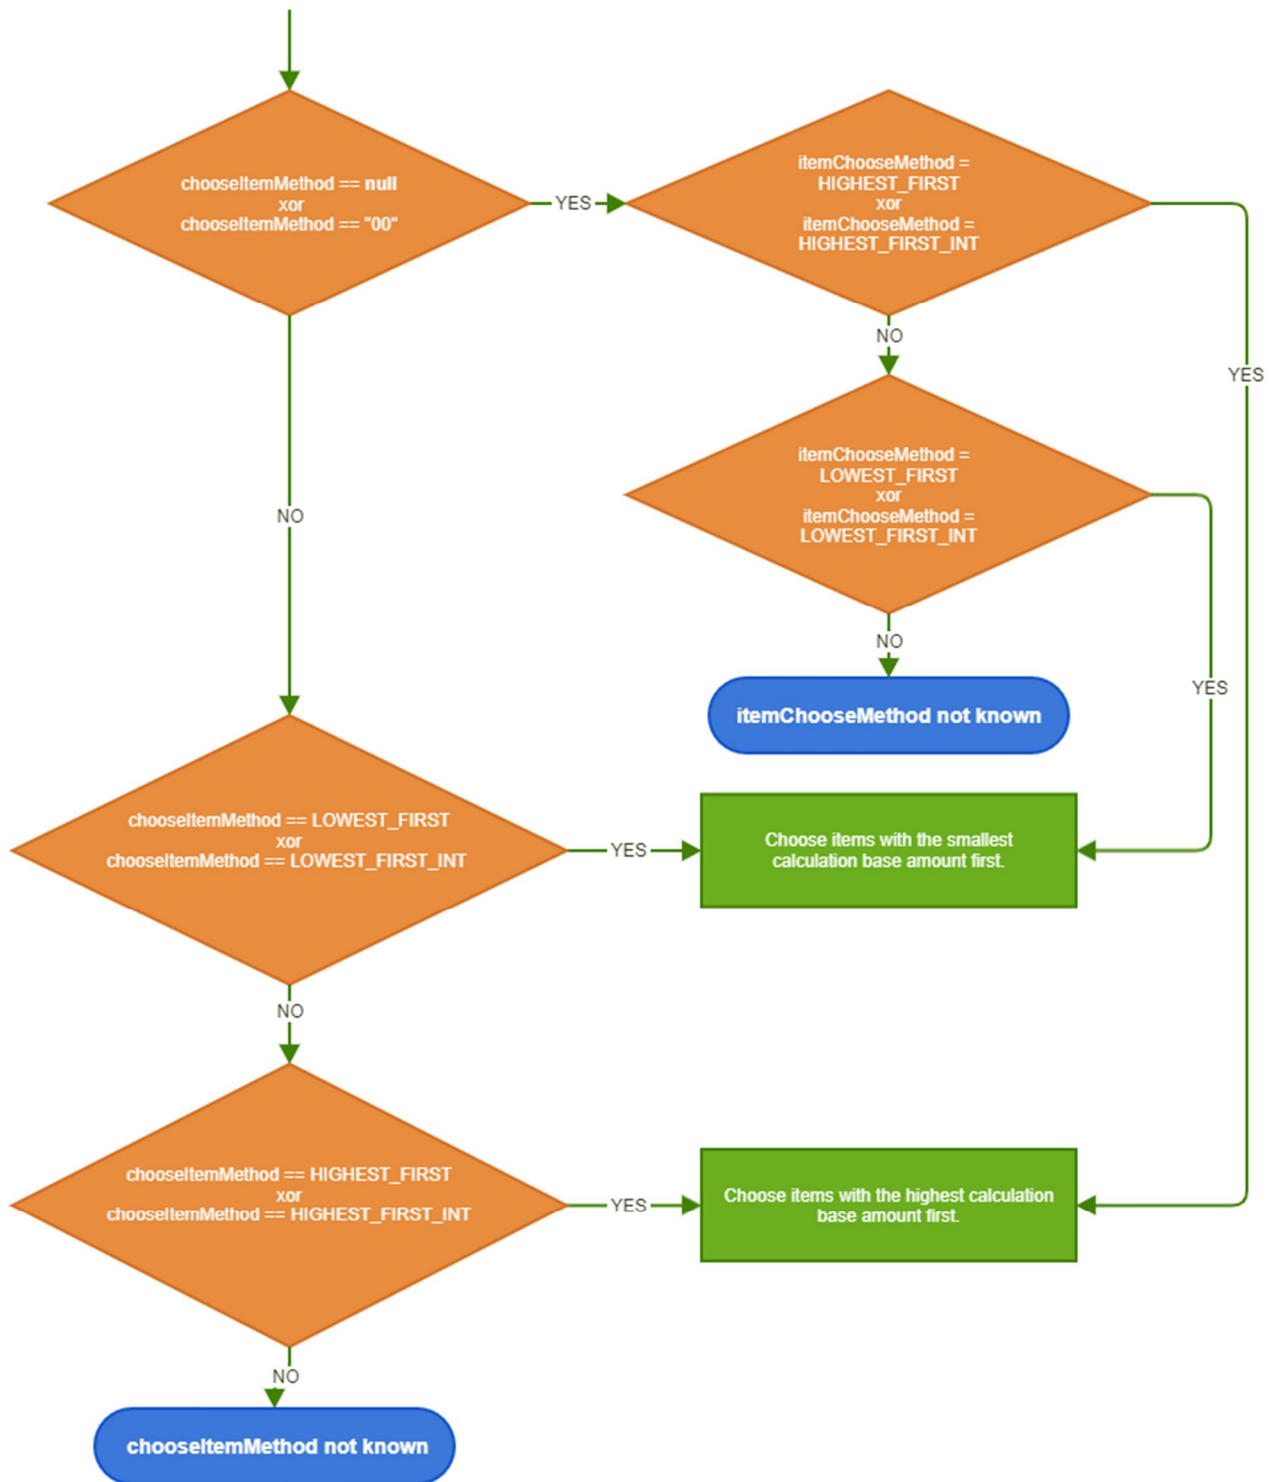 chooseItemMethod == null
xor
chooseItemMethod == "00"
YES
itemChooseMethod =
HIGHEST_FIRST
xor
itemChooseMethod =
HIGHEST_FIRST_INT
NO
YES
itemChooseMethod =
LOWEST_FIRST
xor
itemChooseMethod =
LOWEST_FIRST_INT
NO
NO
YES
itemChooseMethod not known
chooseItemMethod == LOWEST_FIRST
xor
chooseItemMethod == LOWEST_FIRST_INT
YES
Choose items with the smallest
calculation base amount first.
NO
chooseItemMethod == HIGHEST_FIRST
xor
chooseItemMethod == HIGHEST_FIRST_INT
YES
Choose items with the highest calculation
base amount first.
NO
chooseItemMethod not known